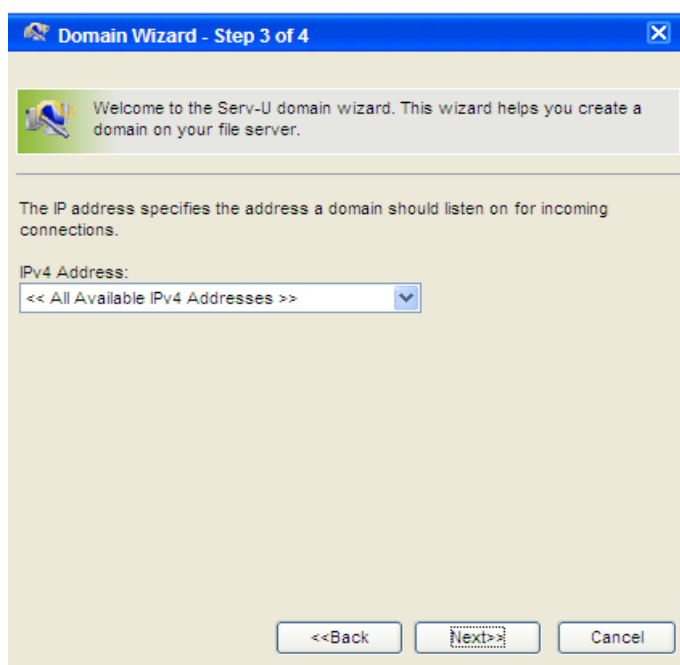 Domain Wizard - Step 3 of 4
Welcome to the Serv-U domain wizard. This wizard helps you create a
domain on your file server.
The IP address specifies the address a domain should listen on for incoming
connections.
IPv4 Address:
<< All Available IPv4 Addresses >>
<<Back Next>> Cancel